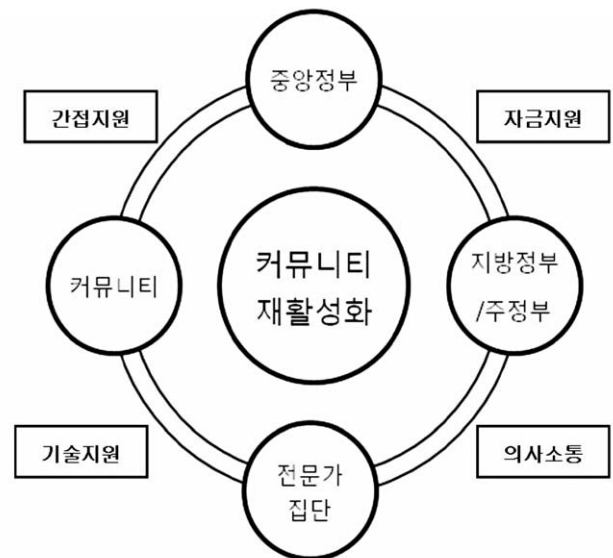 중앙정부
간접지원
자금지원
커뮤니티
커뮤니티
재활성화
지방정부
/주정부
기술지원
의사소통
전문가
집단